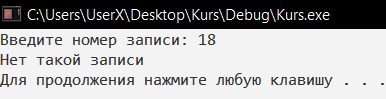 C:\Users\UserX\Desktop\Kurs\Debug\Kurs.exe
Введите номер записи: 18
Нет такой записи
Для продолжения нажмите любую клавишу . . .